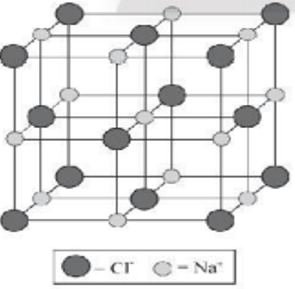 – Cl⁻ = Na⁺